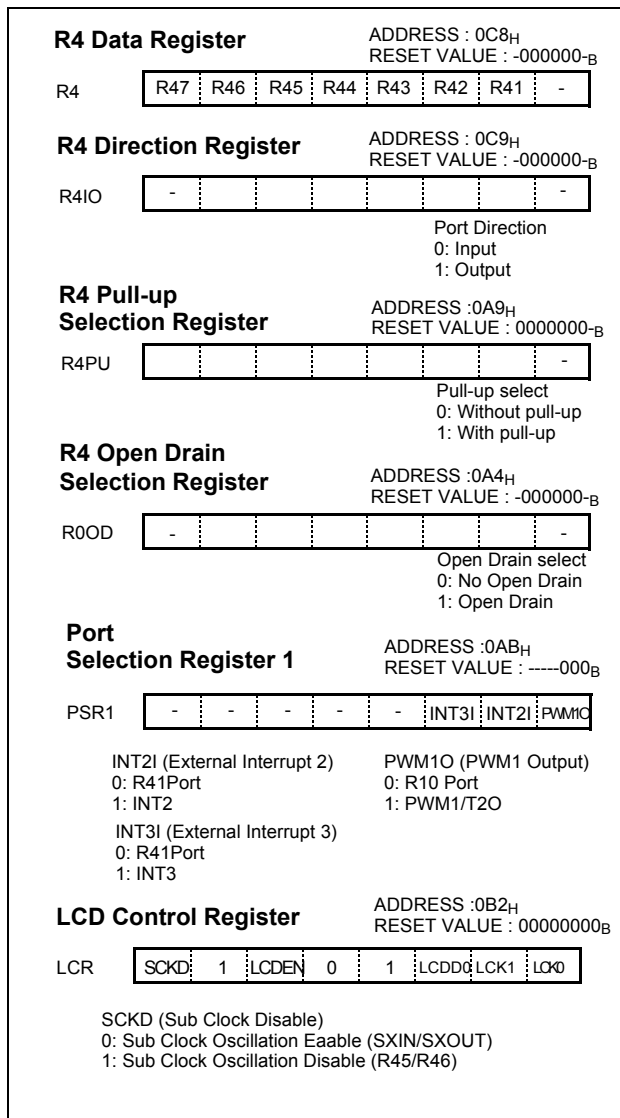 R4 Data Register ADDRESS : 0C8H
RESET VALUE : -000000-B
R4 R47 R46 R45 R44 R43 R42 R41 -
R4 Direction Register ADDRESS : 0C9H
RESET VALUE : -000000-B
R4IO - -
Port Direction
0: Input
1: Output
R4 Pull-up
Selection Register ADDRESS :0A9H
RESET VALUE : 0000000-B
R4PU -
Pull-up select
0: Without pull-up
1: With pull-up
R4 Open Drain
Selection Register ADDRESS :0A4H
RESET VALUE : -000000-B
R0OD - -
Open Drain select
0: No Open Drain
1: Open Drain
Port
Selection Register 1 ADDRESS :0ABH
RESET VALUE : -----000B
PSR1 - - - - - INT3I INT2I PWM1O
INT2I (External Interrupt 2) PWM1O (PWM1 Output)
0: R41Port 0: R10 Port
1: INT2 1: PWM1/T2O
INT3I (External Interrupt 3)
0: R41Port
1: INT3
LCD Control Register ADDRESS :0B2H
RESET VALUE : 00000000B
LCR SCKD 1 LCDEN 0 1 LCDD0 LCK1 LCK0
SCKD (Sub Clock Disable)
0: Sub Clock Oscillation Eaable (SXIN/SXOUT)
1: Sub Clock Oscillation Disable (R45/R46)